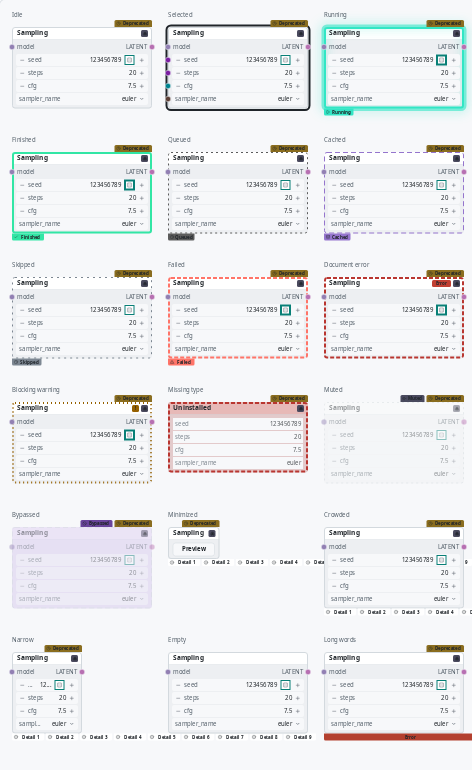 Idle
Deprecated
Sampling
model LATENT
seed 123456789
steps 20
cfg 7.5
sampler_name euler
Selected
Deprecated
Sampling
model LATENT
seed 123456789
steps 20
cfg 7.5
sampler_name euler
Running
Deprecated
Sampling
model LATENT
seed 123456789
steps 20
cfg 7.5
sampler_name euler
Running
Finished
Deprecated
Sampling
model LATENT
seed 123456789
steps 20
cfg 7.5
sampler_name euler
Finished
Queued
Deprecated
Sampling
model LATENT
seed 123456789
steps 20
cfg 7.5
sampler_name euler
Queued
Cached
Deprecated
Sampling
model LATENT
seed 123456789
steps 20
cfg 7.5
sampler_name euler
Cached
Skipped
Deprecated
Sampling
model LATENT
seed 123456789
steps 20
cfg 7.5
sampler_name euler
Skipped
Failed
Deprecated
Sampling
model LATENT
seed 123456789
steps 20
cfg 7.5
sampler_name euler
Failed
Document error
Deprecated
Sampling Error
model LATENT
seed 123456789
steps 20
cfg 7.5
sampler_name euler
Blocking warning
Deprecated
Sampling
model LATENT
seed 123456789
steps 20
cfg 7.5
sampler_name euler
Missing type
Deprecated
Uninstalled
seed 123456789
steps 20
cfg 7.5
sampler_name euler
Muted
Muted Deprecated
Sampling
model LATENT
seed 123456789
steps 20
cfg 7.5
sampler_name euler
Bypassed
Bypassed Deprecated
Sampling
model LATENT
seed 123456789
steps 20
cfg 7.5
sampler_name euler
Minimized
Deprecated
Sampling
Preview
Detail 1 Detail 2 Detail 3 Detail 4
Crowded
Deprecated
Sampling
model LATENT
seed 123456789
steps 20
cfg 7.5
sampler_name euler
Detail 1 Detail 2 Detail 3 Detail 4
Narrow
Deprecated
Sampling
model LATENT
... 12...
steps 20
cfg 7.5
sampl... euler
Detail 1 Detail 2 Detail 3 Detail 4 Detail 5 Detail 6 Detail 7 Detail 8 Detail 9
Empty
Sampling
model LATENT
seed 123456789
steps 20
cfg 7.5
sampler_name euler
Long words
Deprecated
Sampling
model LATENT
seed 123456789
steps 20
cfg 7.5
sampler_name euler
Error